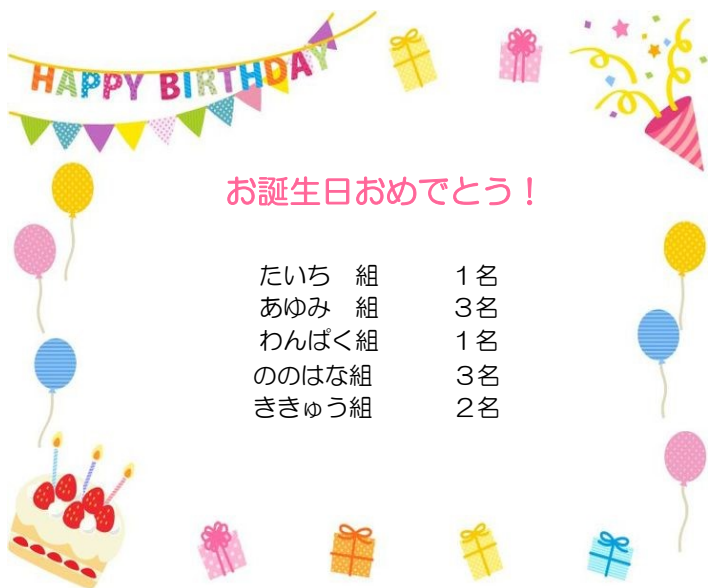 HAPPY BIRTHDAY
お誕生日おめでとう！
たいち　組　　　１名
あゆみ　組　　　３名
わんぱく組　　　１名
ののはな組　　　３名
ききゅう組　　　２名